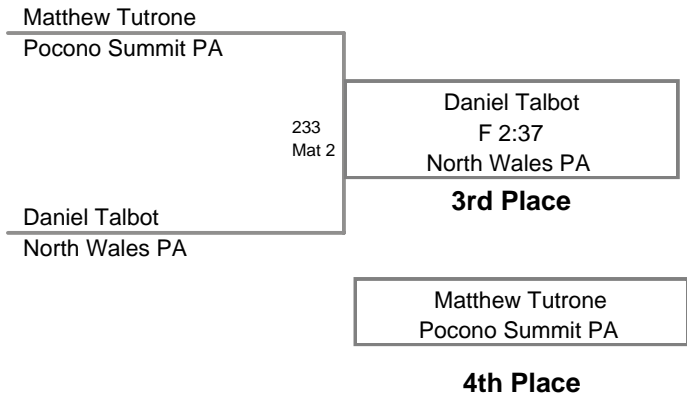 Matthew Tutrone
Pocono Summit PA
233
Mat 2
Daniel Talbot
F 2:37
North Wales PA
3rd Place
Daniel Talbot
North Wales PA
Matthew Tutrone
Pocono Summit PA
4th Place